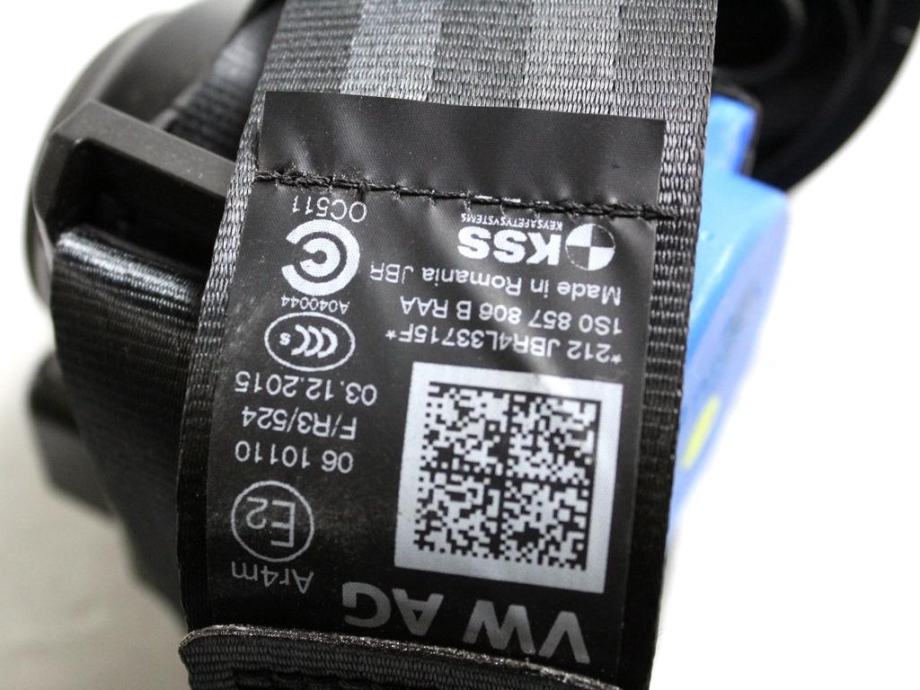 VW AG
Ar4m
E2
06 10110
F/R3/524
03.12.2015
CCC S
A040044
C
OC511
*212 JBR4L33715F*
1S0 857 806 B RAA
Made in Romania JBR
KSS
KEYSAFETYSYSTEMS